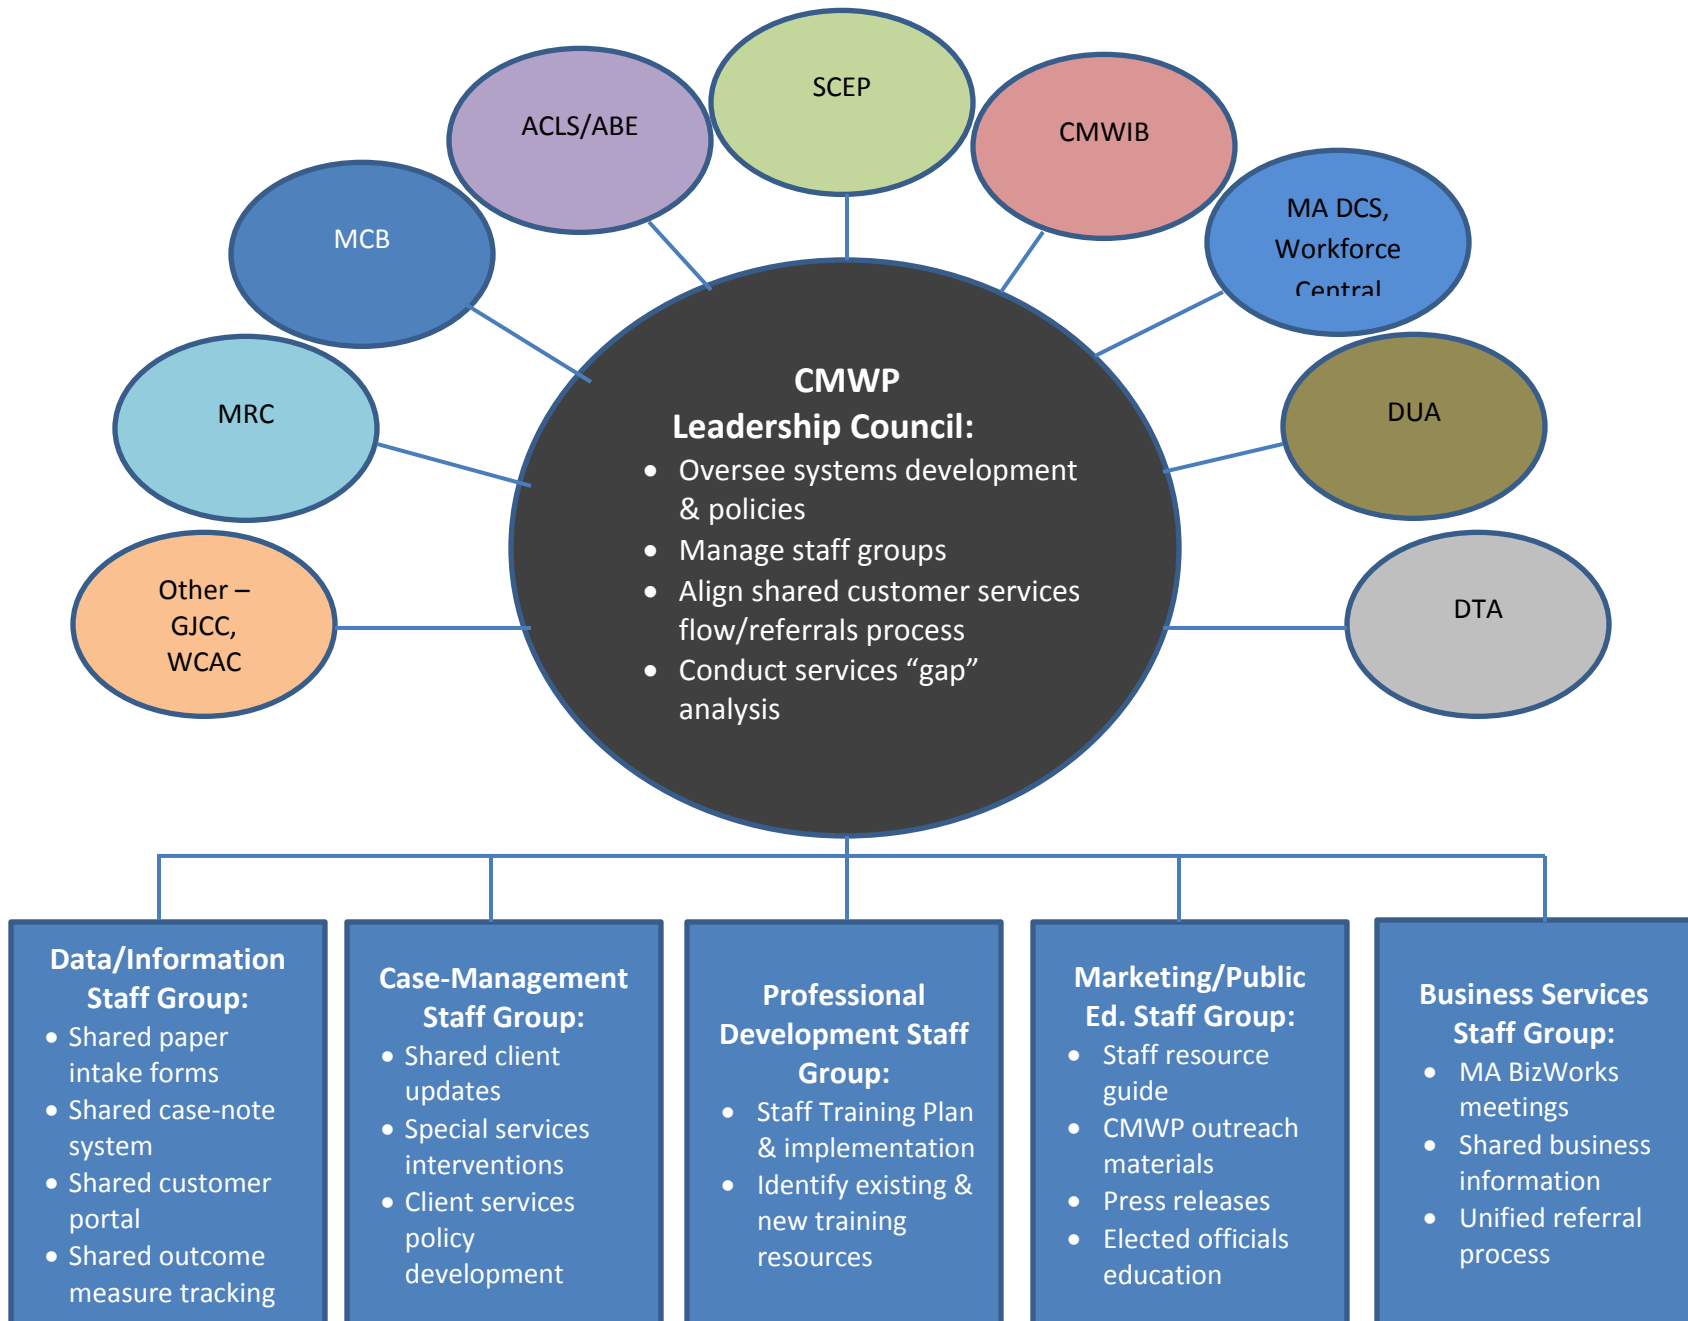 SCEP
ACLS/ABE
CMWIB
MCB
MA DCS,
Workforce
Central
MRC
DUA
Other –
GJCC,
WCAC
DTA
CMWP
Leadership Council:
• Oversee systems development
& policies
• Manage staff groups
• Align shared customer services
flow/referrals process
• Conduct services “gap”
analysis
Data/Information
Staff Group:
• Shared paper
intake forms
• Shared case-note
system
• Shared customer
portal
• Shared outcome
measure tracking
Case-Management
Staff Group:
• Shared client
updates
• Special services
interventions
• Client services
policy
development
Professional
Development Staff
Group:
• Staff Training Plan
& implementation
• Identify existing &
new training
resources
Marketing/Public
Ed. Staff Group:
• Staff resource
guide
• CMWP outreach
materials
• Press releases
• Elected officials
education
Business Services
Staff Group:
• MA BizWorks
meetings
• Shared business
information
• Unified referral
process